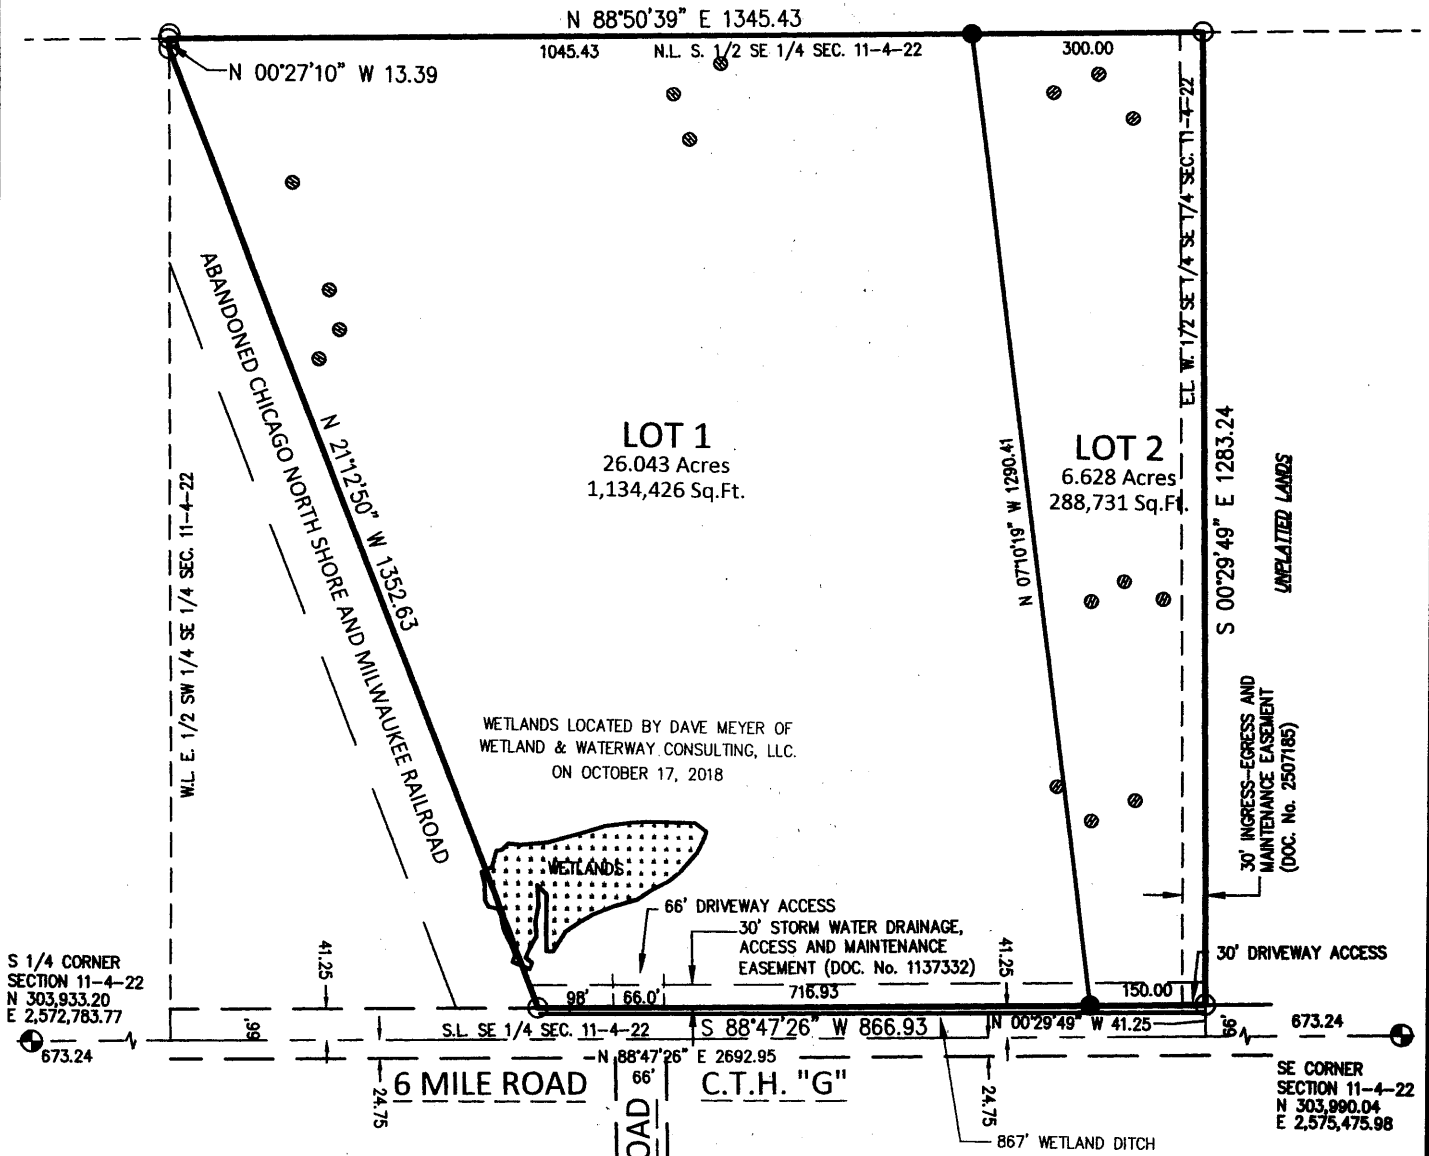 N 88°50'39" E 1345.43
1045.43
N.L. S. 1/2 SE 1/4 SEC. 11-4-22
300.00
N 00°27'10" W 13.39
E.L. W. 1/2 SE 1/4 SE 1/4 SEC. 11-4-22
ABANDONED CHICAGO NORTH SHORE AND MILWAUKEE RAILROAD
N 21°12'50" W 1352.63
W.L. E. 1/2 SW 1/4 SE 1/4 SEC. 11-4-22
LOT 1
26.043 Acres
1,134,426 Sq.Ft.
N 07°10'19" W 1290.41
LOT 2
6.628 Acres
288,731 Sq.Ft.
S 00°29'49" E 1283.24
UNPLATTED LANDS
WETLANDS LOCATED BY DAVE MEYER OF
WETLAND & WATERWAY CONSULTING, LLC.
ON OCTOBER 17, 2018
WETLANDS
30' INGRESS-EGRESS AND
MAINTENANCE EASEMENT
(DOC. No. 2507185)
66' DRIVEWAY ACCESS
30' STORM WATER DRAINAGE,
ACCESS AND MAINTENANCE
EASEMENT (DOC. No. 1137332)
30' DRIVEWAY ACCESS
S 1/4 CORNER
SECTION 11-4-22
N 303,933.20
E 2,572,783.77
673.24
66'
41.25
98'
66.0'
716.93
41.25
150.00
S.L. SE 1/4 SEC. 11-4-22
S 88°47'26" W 866.93
N 00°29'49" W 41.25
66'
673.24
N 88°47'26" E 2692.95
6 MILE ROAD
66'
C.T.H. "G"
24.75
24.75
OAD
867' WETLAND DITCH
SE CORNER
SECTION 11-4-22
N 303,990.04
E 2,575,475.98